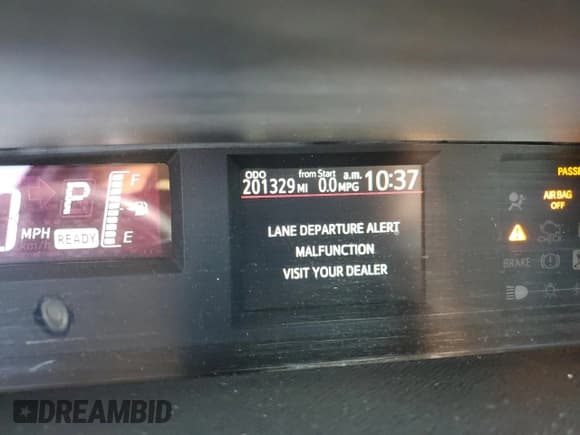 ODO from Start a.m.
201329 MI 0.0 MPG 10:37
LANE DEPARTURE ALERT
MALFUNCTION
VISIT YOUR DEALER
MPH
km/h
P
READY
F
E
AIR BAG
OFF
BRAKE
DREAMBID